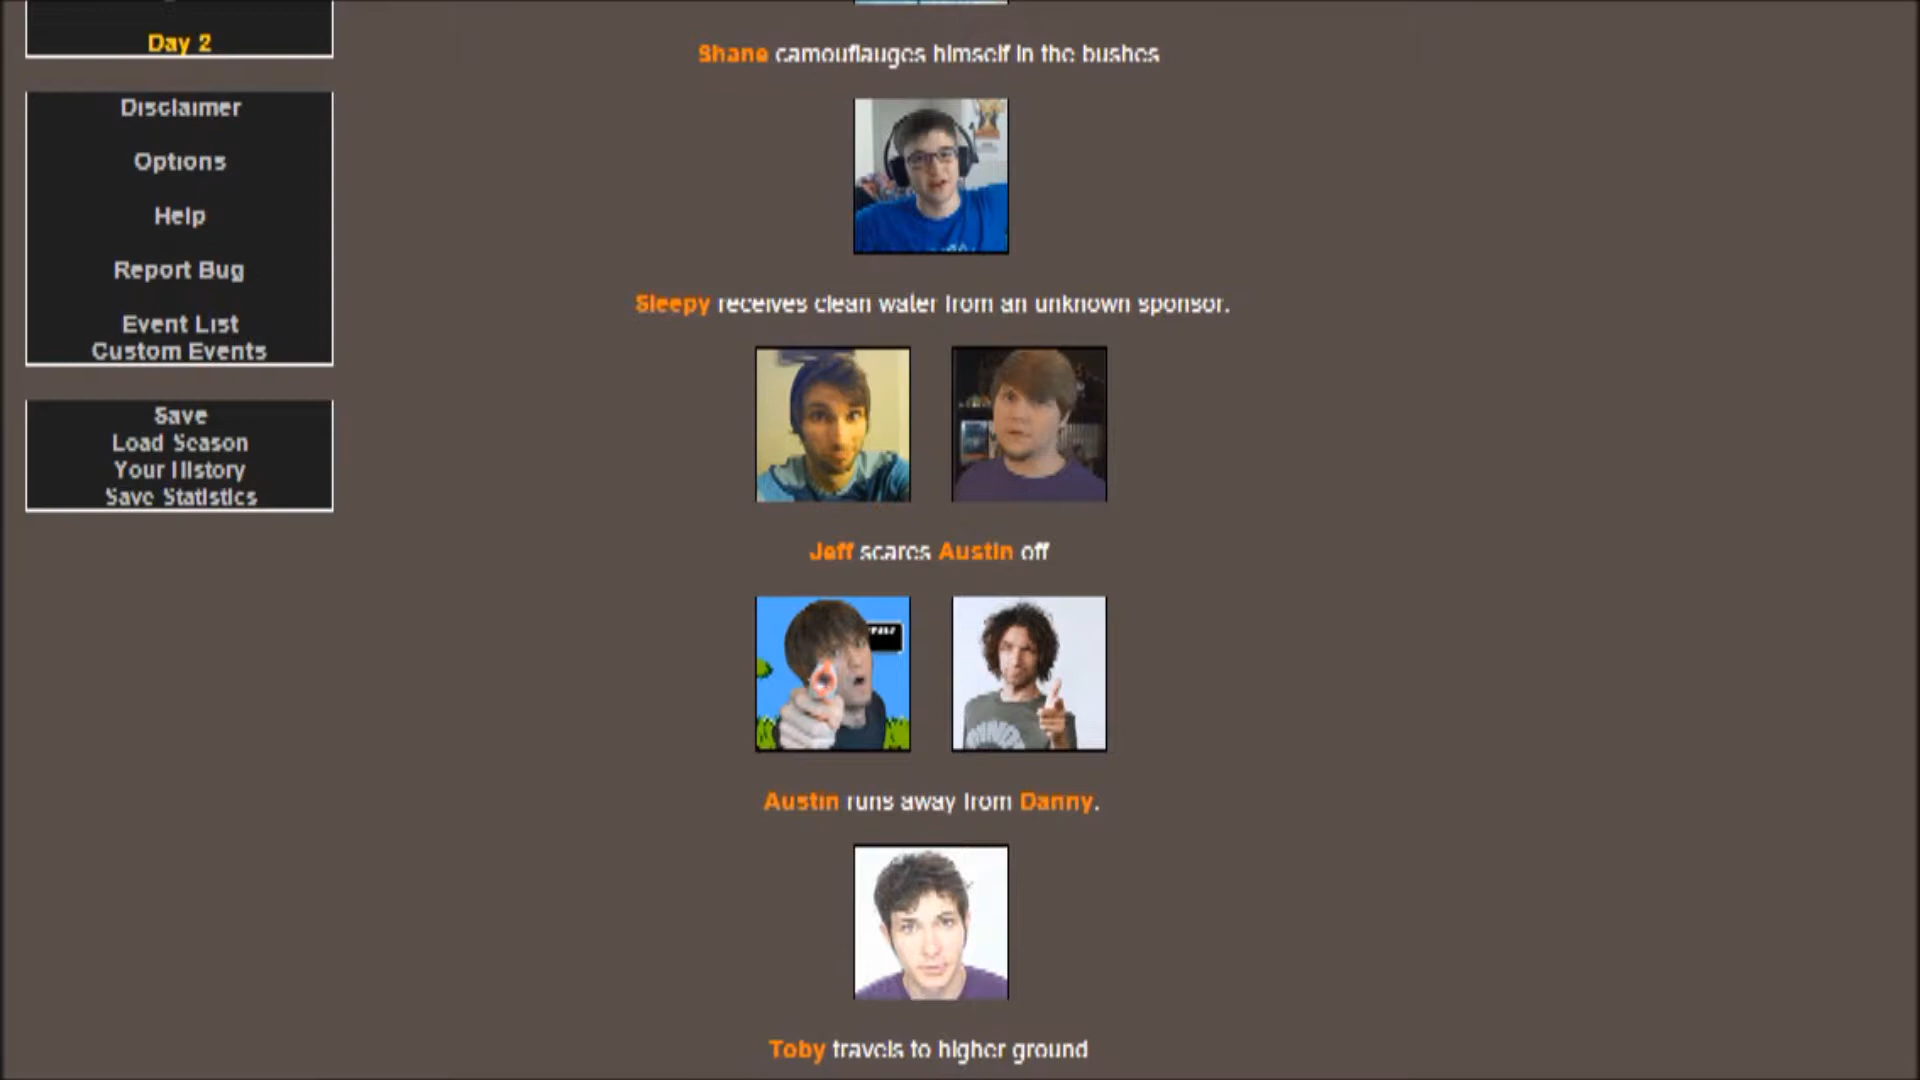 Day 2
Disclaimer
Options
Help
Report Bug
Event List
Custom Events
Save
Load Season
Your History
Save Statistics
Shane camouflauges himself in the bushes
Sleepy receives clean water from an unknown sponsor.
Jeff scares Austin off
Austin runs away from Danny.
Toby travels to higher ground